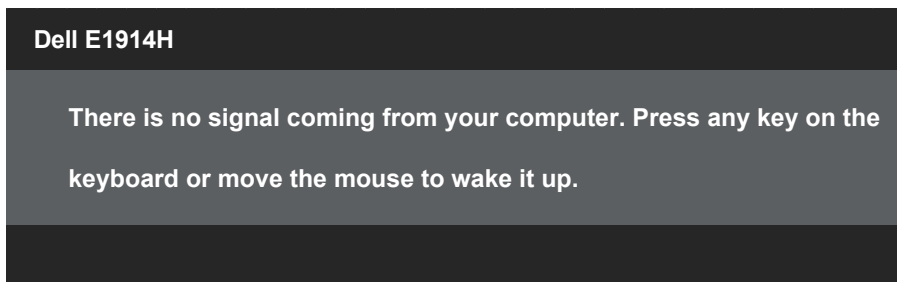 Dell E1914H
There is no signal coming from your computer. Press any key on the
keyboard or move the mouse to wake it up.